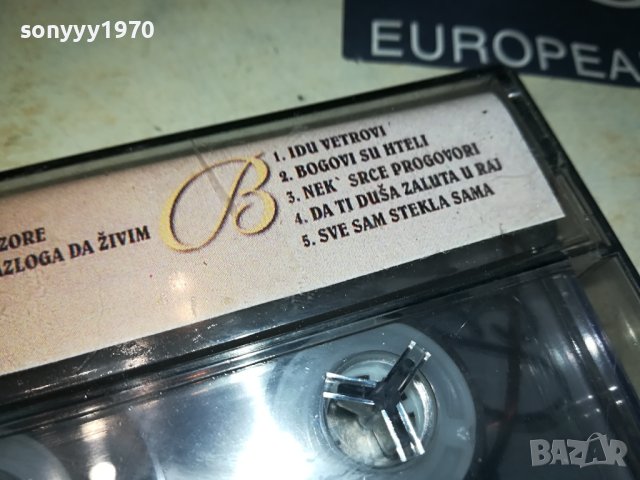 sonyyy1970
EUROPEA
ZORE
AZLOGA DA ŽIVIM
B
1. IDU VETROVI
2. BOGOVI SU HTELI
3. NEK` SRCE PROGOVORI
4. DA TI DUŠA ZALUTA U RAJ
5. SVE SAM STEKLA SAMA
BAZAR